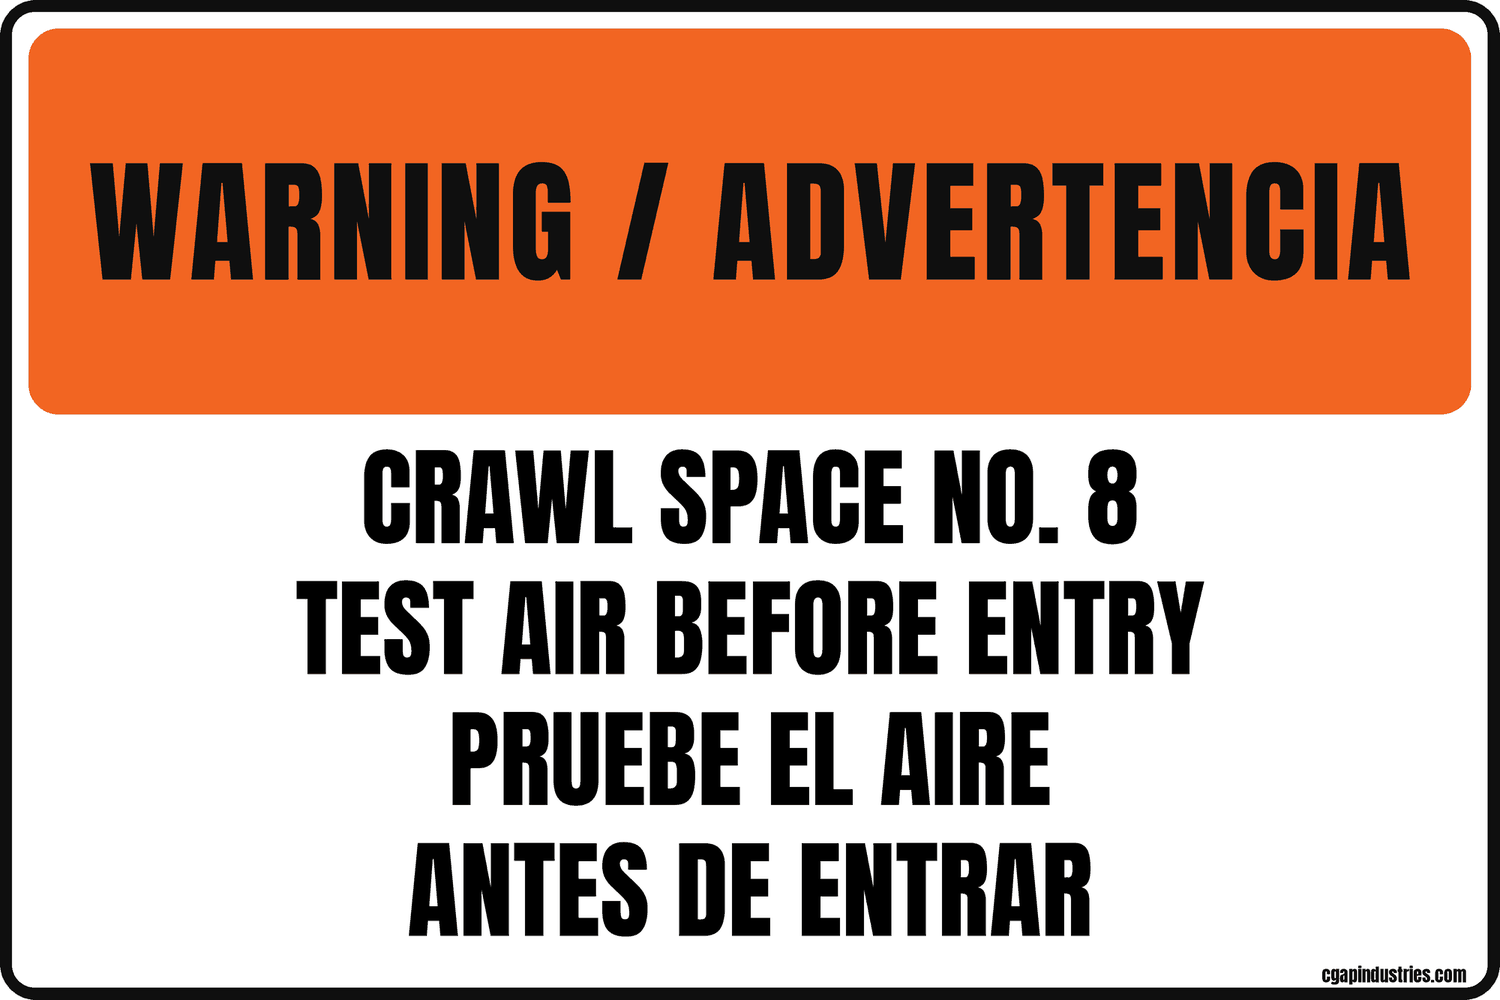 WARNING / ADVERTENCIA
CRAWL SPACE NO. 8
TEST AIR BEFORE ENTRY
PRUEBE EL AIRE
ANTES DE ENTRAR
cgapindustries.com